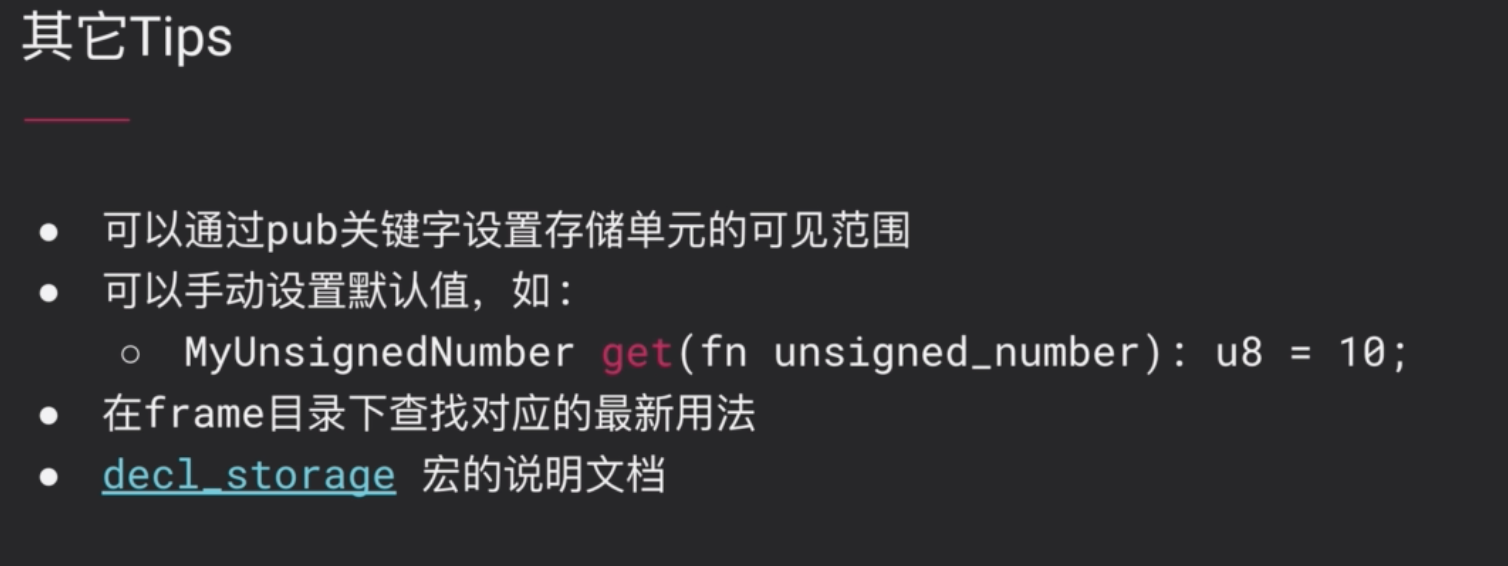 其它Tips
可以通过pub关键字设置存储单元的可见范围
可以手动设置默认值，如：
MyUnsignedNumber get(fn unsigned_number): u8 = 10;
在frame目录下查找对应的最新用法
decl_storage 宏的说明文档